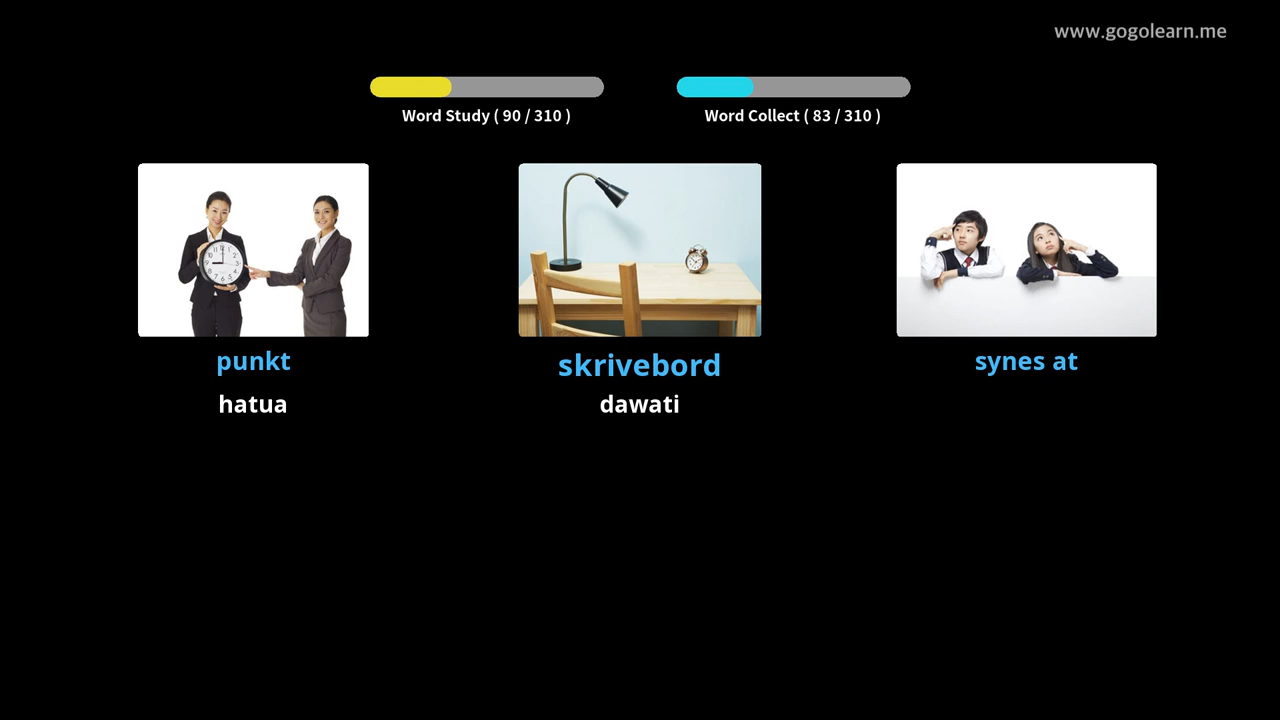 www.gogolearn.me
Word Study ( 90 / 310 )
Word Collect ( 83 / 310 )
punkt
hatua
skrivebord
dawati
synes at